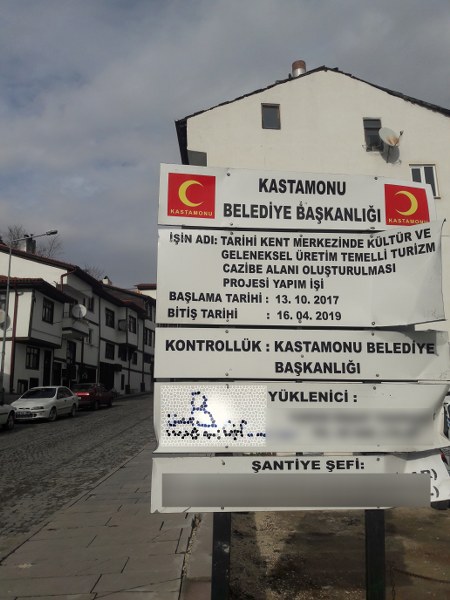 KASTAMONU
BELEDİYE BAŞKANLIĞI
KASTAMONU
KASTAMONU
İŞİN ADI: TARİHİ KENT MERKEZİNDE KÜLTÜR VE
GELENEKSEL ÜRETİM TEMELLİ TURİZM
CAZİBE ALANI OLUŞTURULMASI
PROJESİ YAPIM İŞİ
BAŞLAMA TARİHİ : 13. 10. 2017
BİTİŞ TARİHİ : 16. 04. 2019
KONTROLLÜK : KASTAMONU BELEDİYE
BAŞKANLIĞI
YÜKLENİCİ :
ŞANTİYE ŞEFİ: